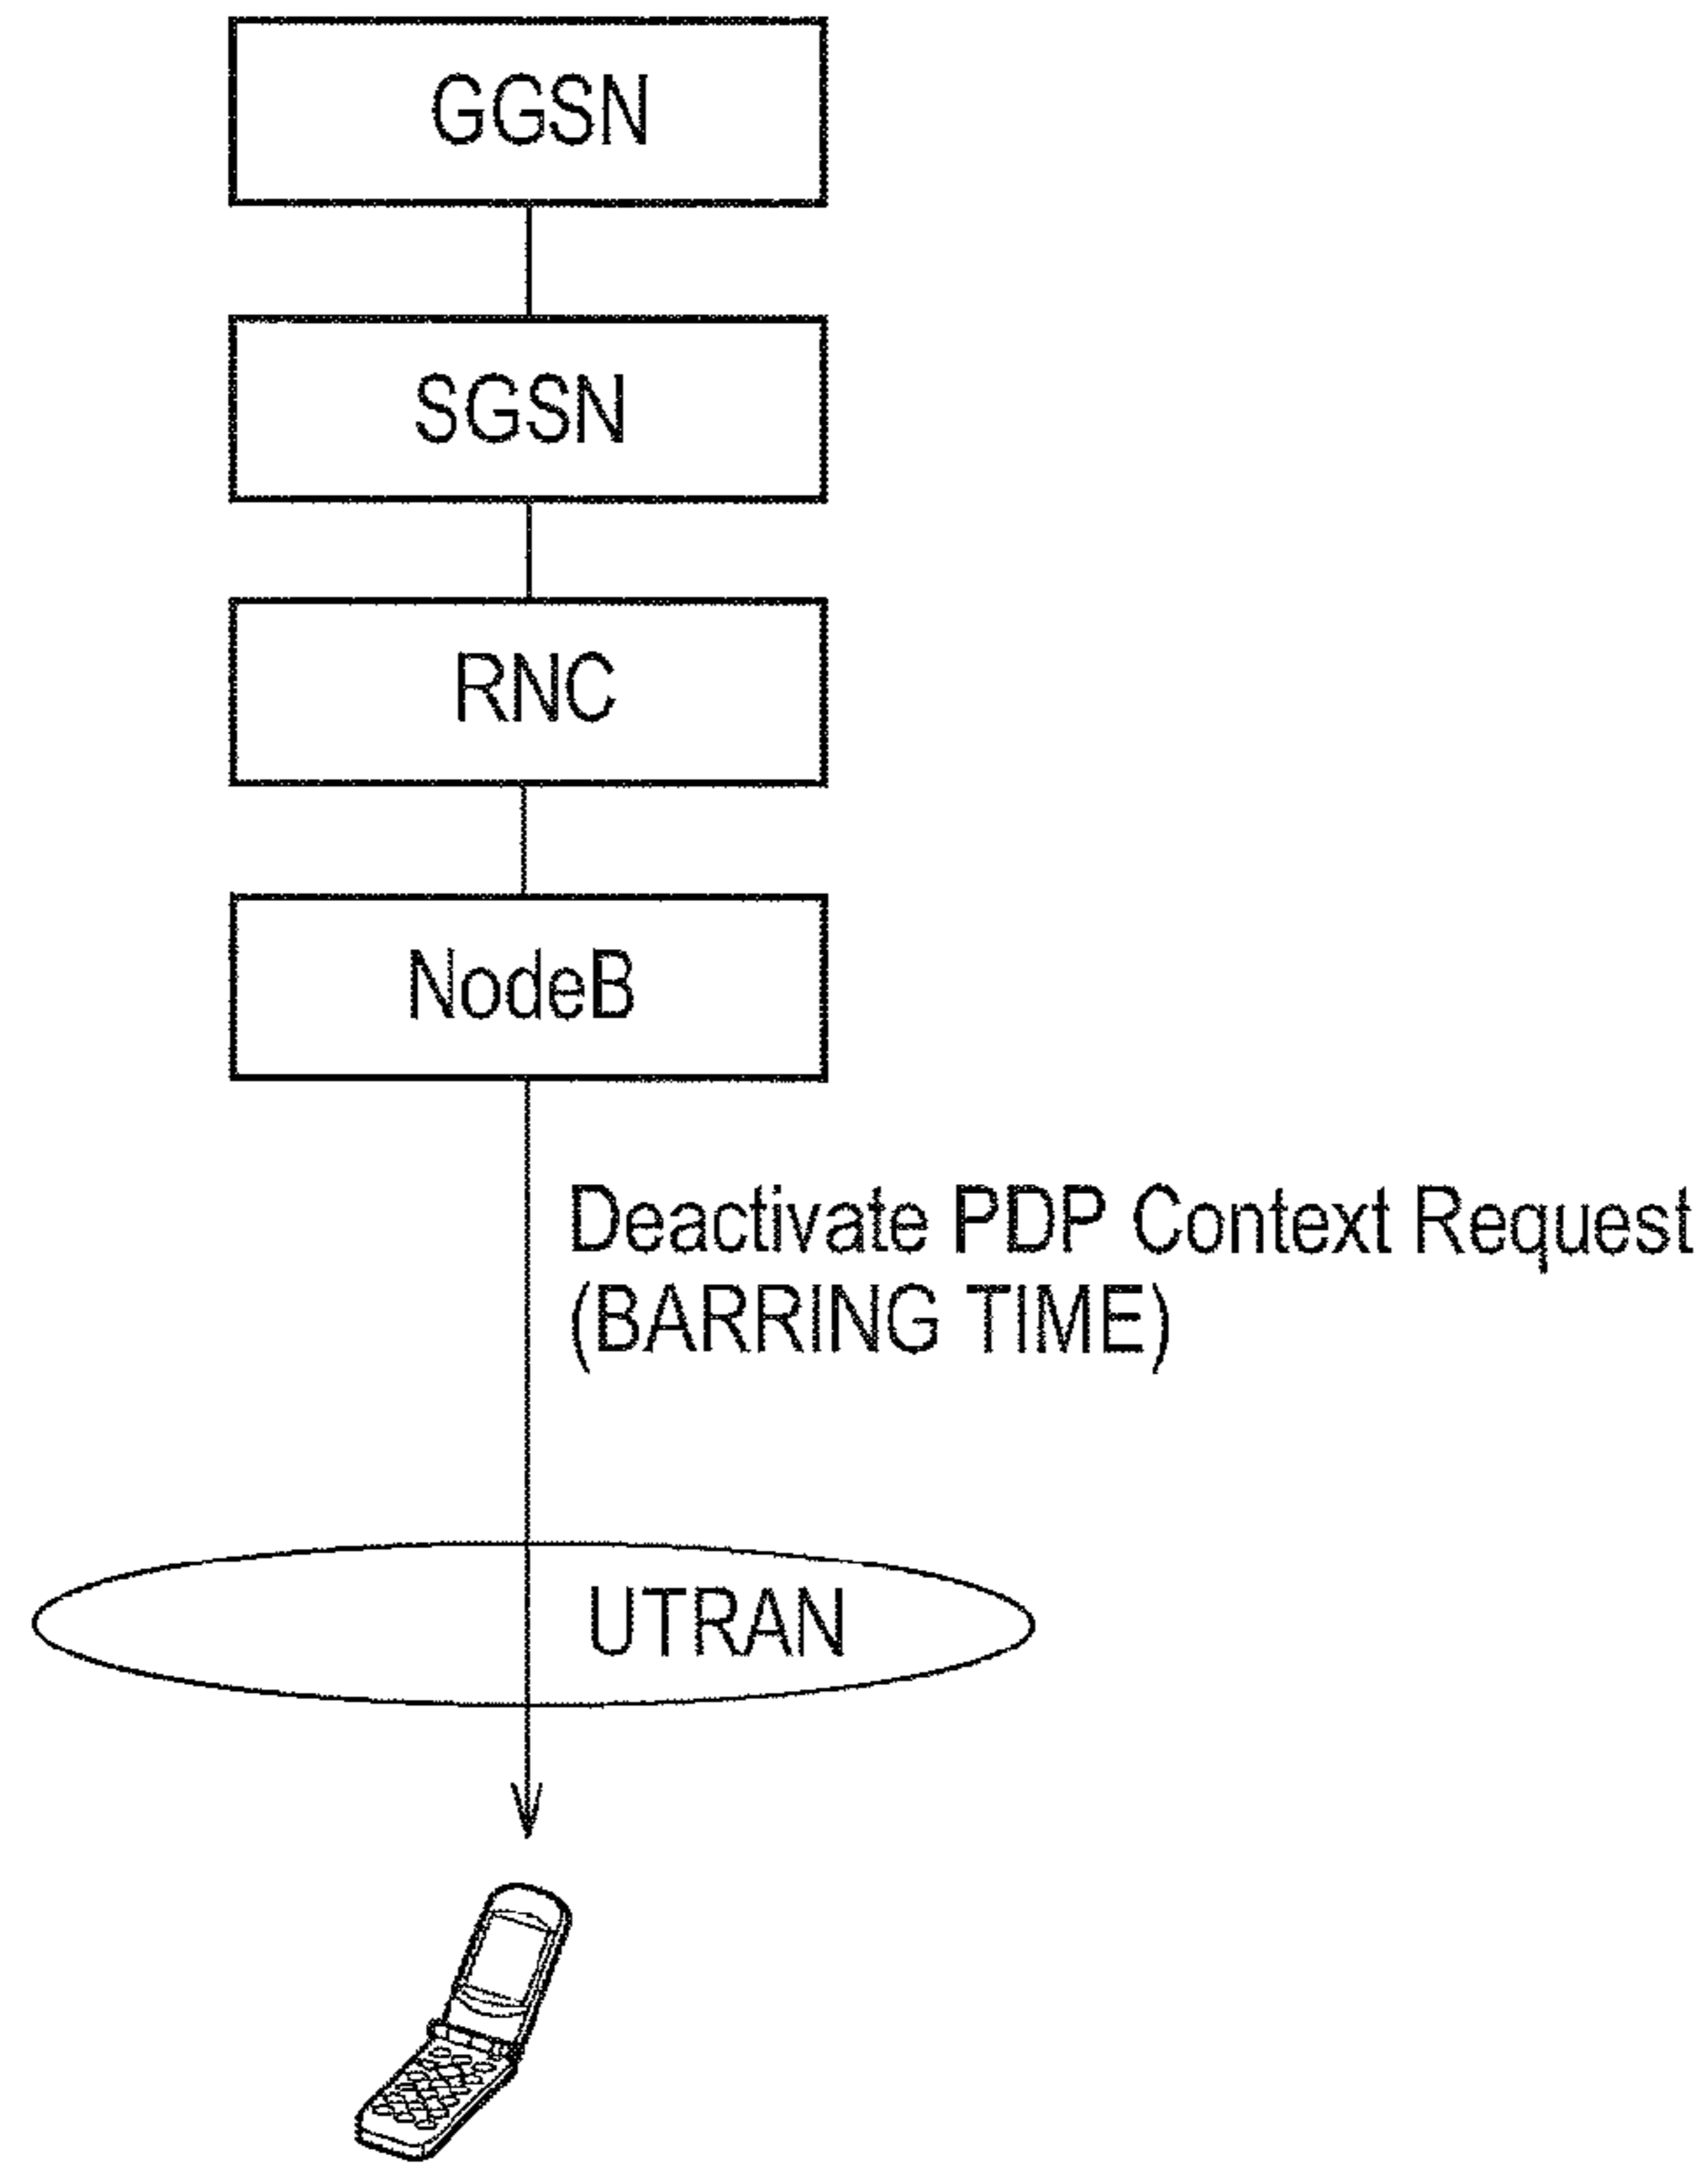 GGSN
SGSN
RNC
NodeB
Deactivate PDP Context Request
(BARRING TIME)
UTRAN